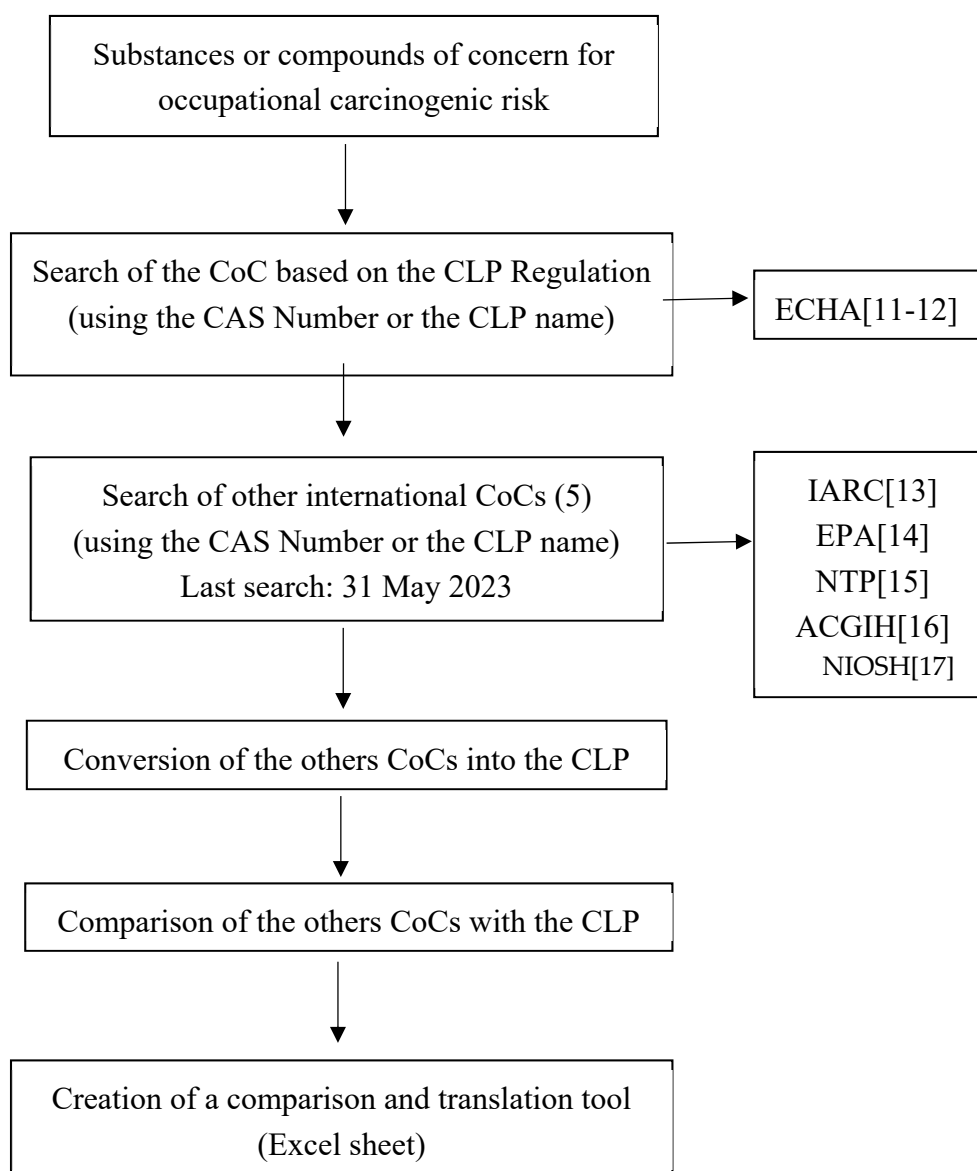 Substances or compounds of concern for
occupational carcinogenic risk
Search of the CoC based on the CLP Regulation
(using the CAS Number or the CLP name)
ECHA[11-12]
Search of other international CoCs (5)
(using the CAS Number or the CLP name)
Last search: 31 May 2023
IARC[13]
EPA[14]
NTP[15]
ACGIH[16]
NIOSH[17]
Conversion of the others CoCs into the CLP
Comparison of the others CoCs with the CLP
Creation of a comparison and translation tool
(Excel sheet)